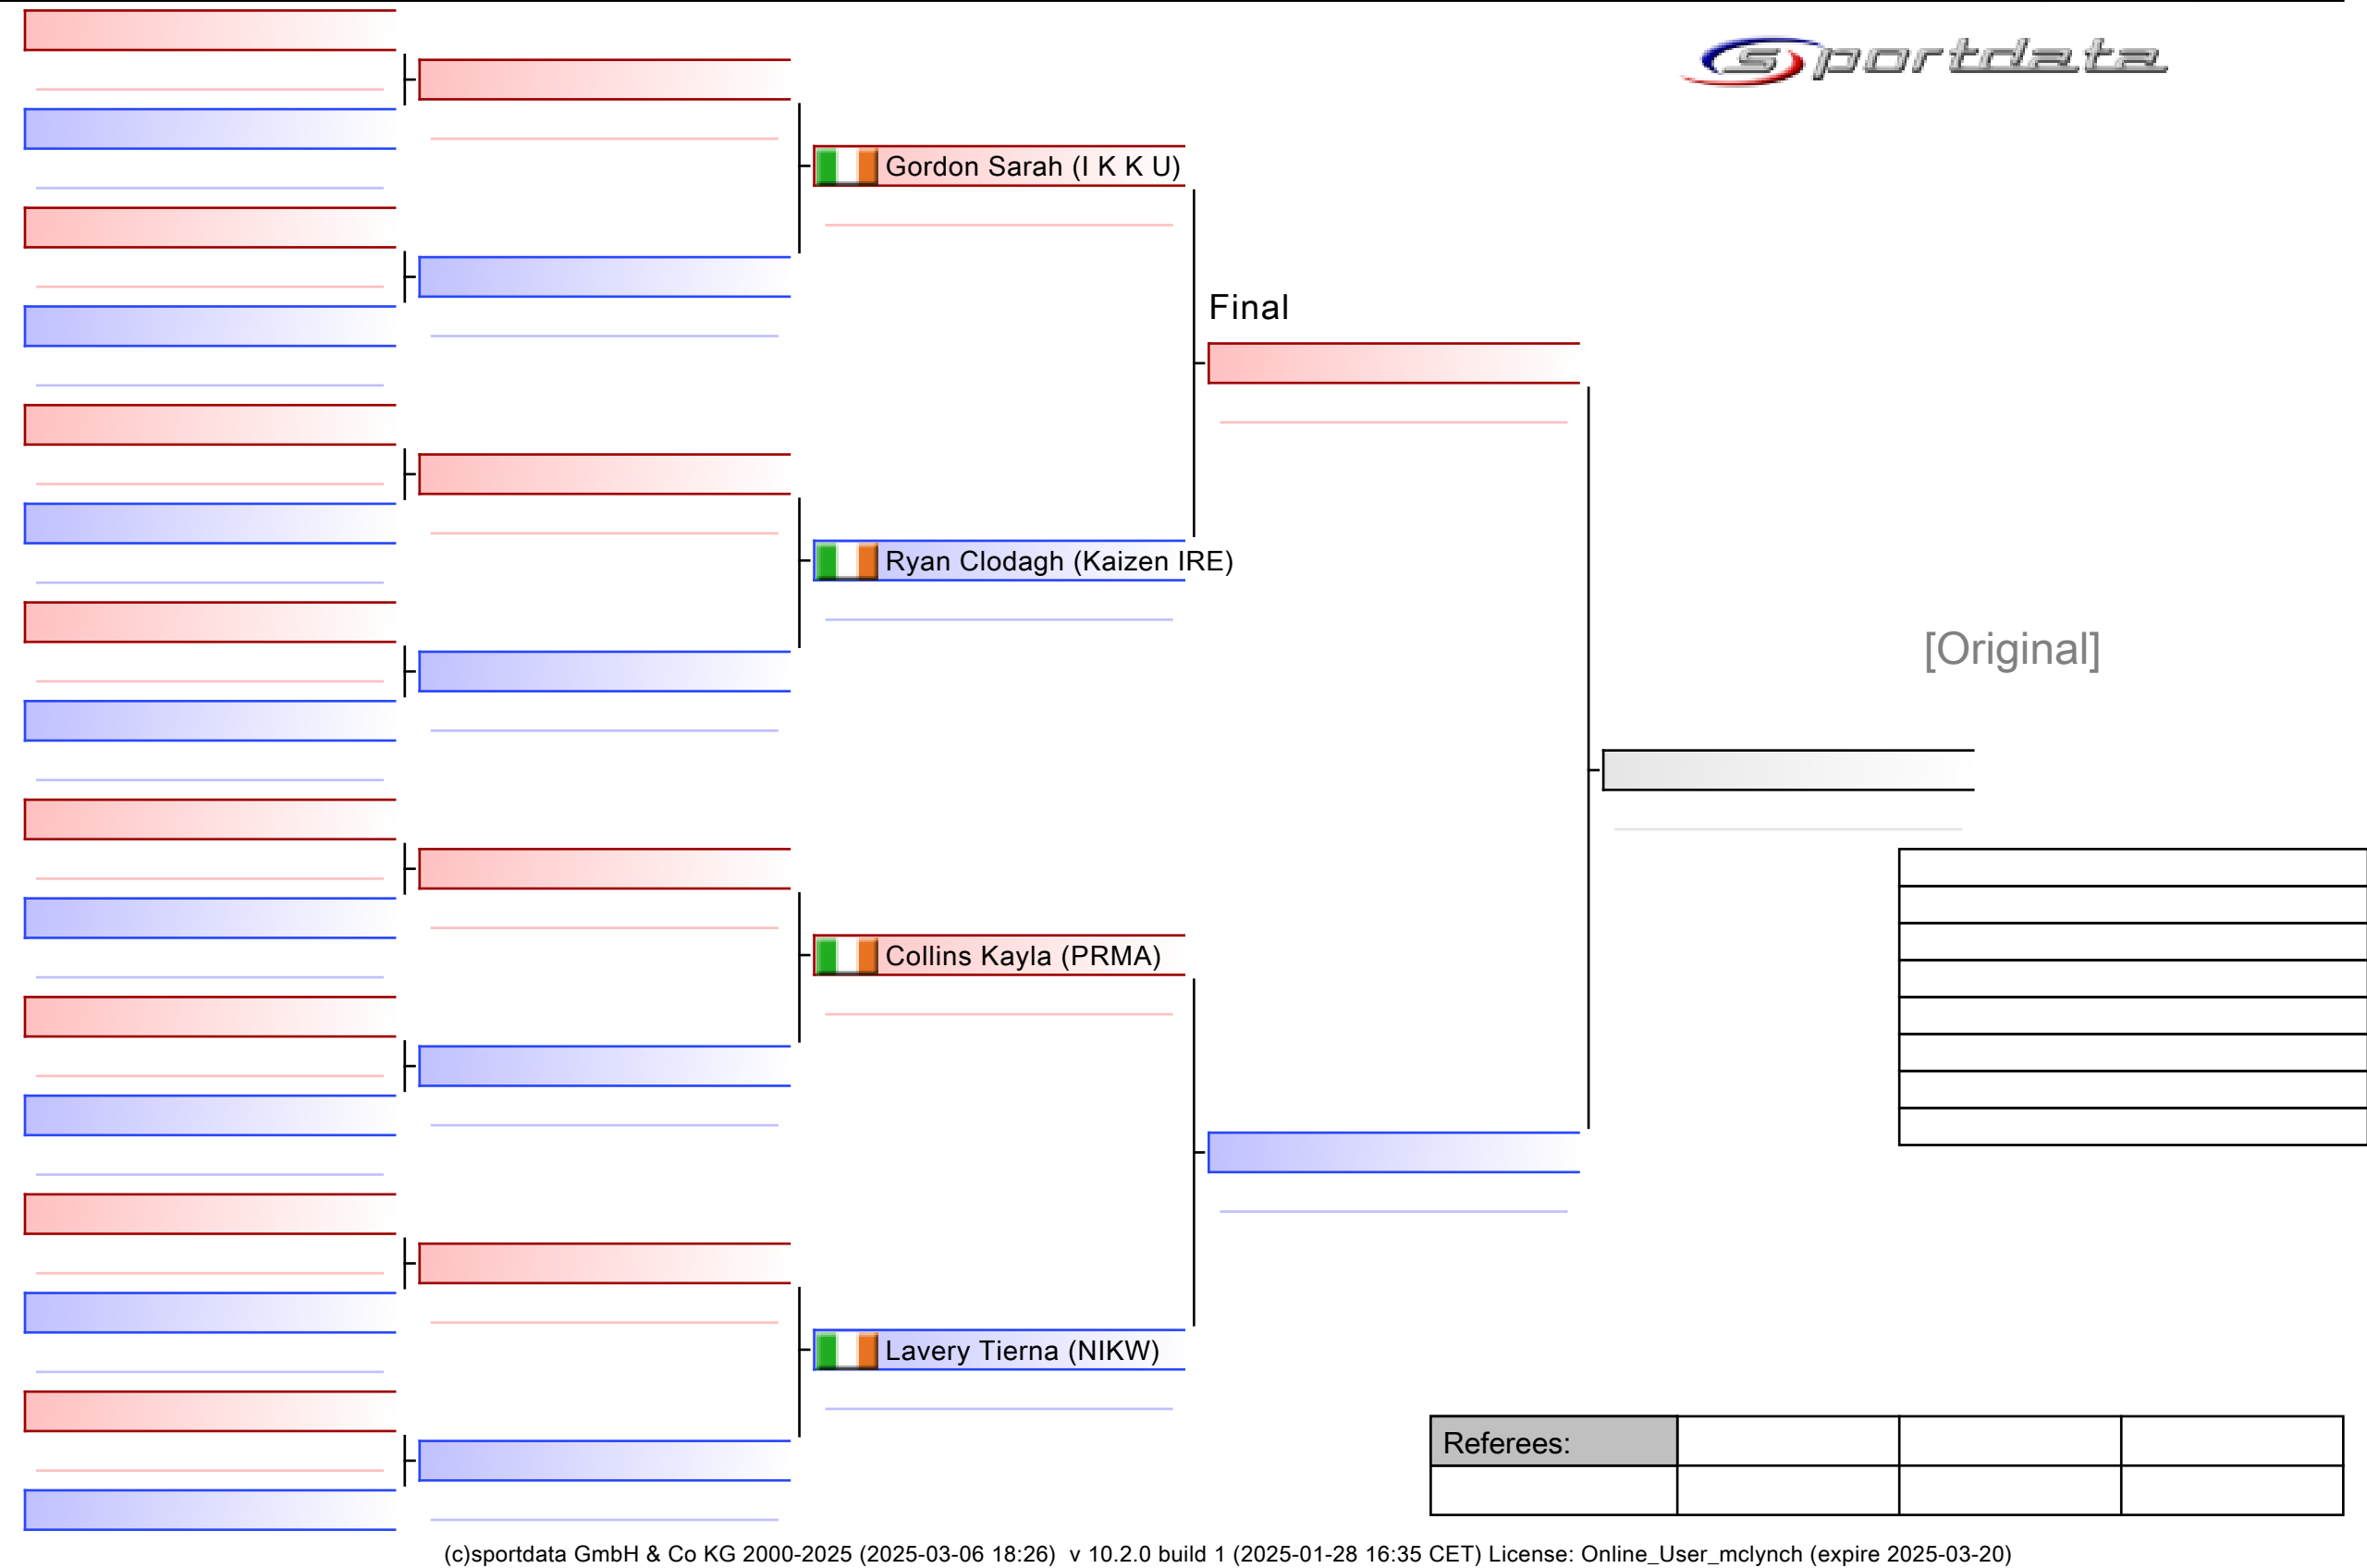 sportdata
Gordon Sarah (I K K U)
Final
Ryan Clodagh (Kaizen IRE)
[Original]
Collins Kayla (PRMA)
Lavery Tierna (NIKW)
Referees:
(c)sportdata GmbH & Co KG 2000-2025 (2025-03-06 18:26)  v 10.2.0 build 1 (2025-01-28 16:35 CET) License: Online_User_mclynch (expire 2025-03-20)